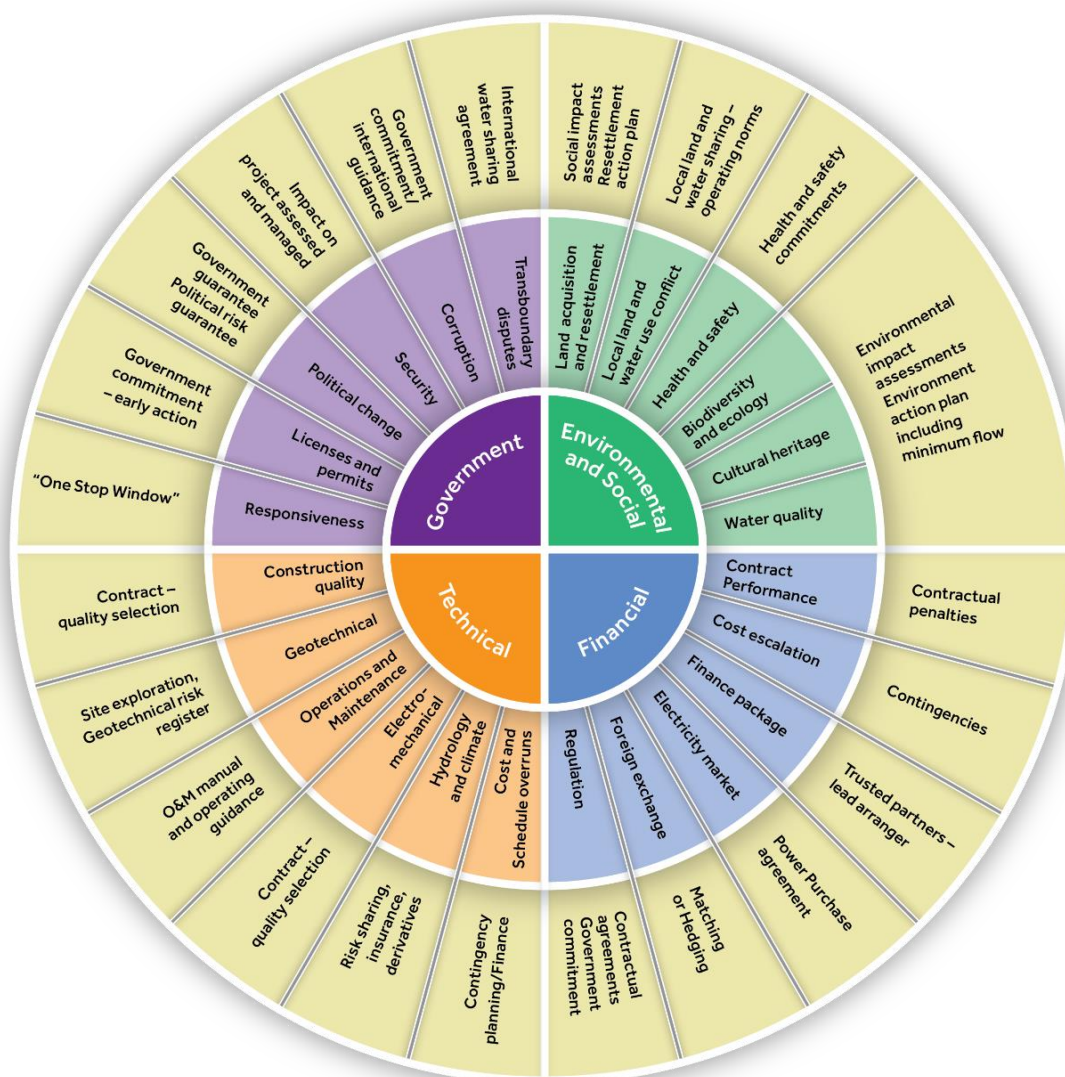 Government
Environmental
and Social
Technical
Financial
Transboundary
disputes
Corruption
Security
Political change
Licenses and
permits
Responsiveness
Land acquisition
and resettlement
Local land and
water use conflict
Health and safety
Biodiversity
and ecology
Cultural heritage
Water quality
Contract
Performance
Cost escalation
Finance package
Electricity market
Foreign exchange
Regulation
Construction
quality
Geotechnical
Operations and
Maintenance
Electro-
mechanical
Hydrology
and climate
Cost and
Schedule overruns
International
water sharing
agreement
Government
commitment/
international
guidance
Impact on
project assessed
and managed
Government
guarantee
Political risk
guarantee
Government
commitment
– early action
“One Stop Window”
Social impact
assessments
Resettlement
action plan
Local land and
water sharing –
operating norms
Health and safety
commitments
Environmental
impact
assessments
Environment
action plan
including
minimum flow
Contractual
penalties
Contingencies
Trusted partners –
lead arranger
Power Purchase
agreement
Matching
or Hedging
Contractual
agreements
Government
commitment
Contract –
quality selection
Site exploration,
Geotechnical risk
register
O&M manual
and operating
guidance
Contract –
quality selection
Risk sharing,
insurance,
derivatives
Contingency
planning/Finance